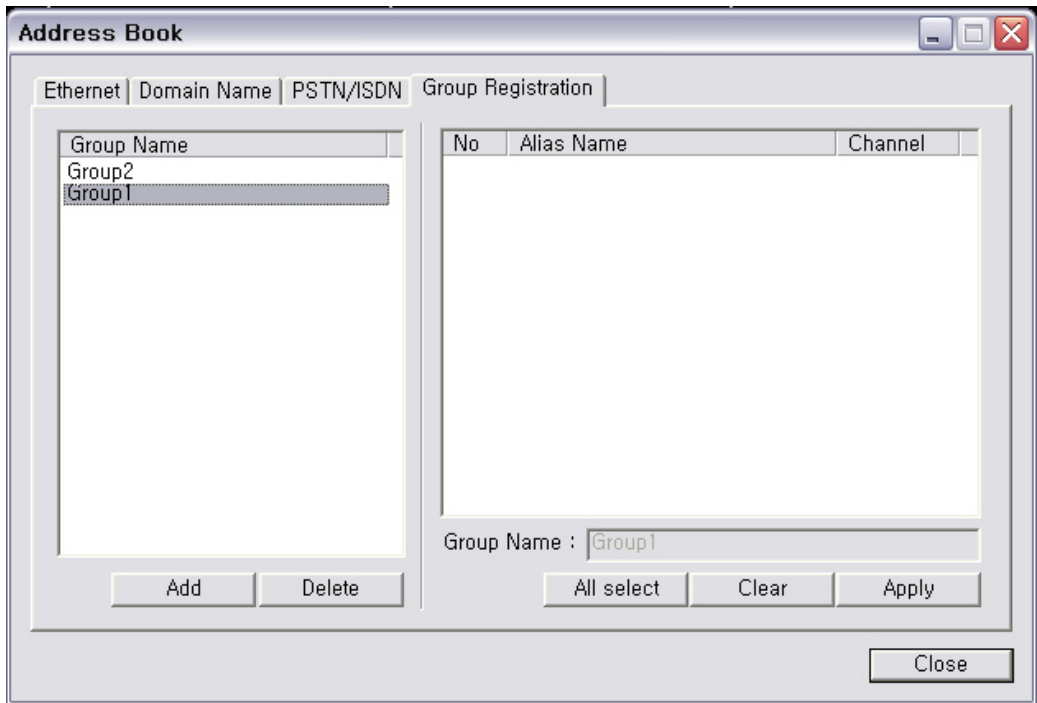 Address Book
Ethernet Domain Name PSTN/ISDN Group Registration
Group Name
Group2
Group1
No Alias Name Channel
Group Name : Group1
Add Delete
All select Clear Apply
Close